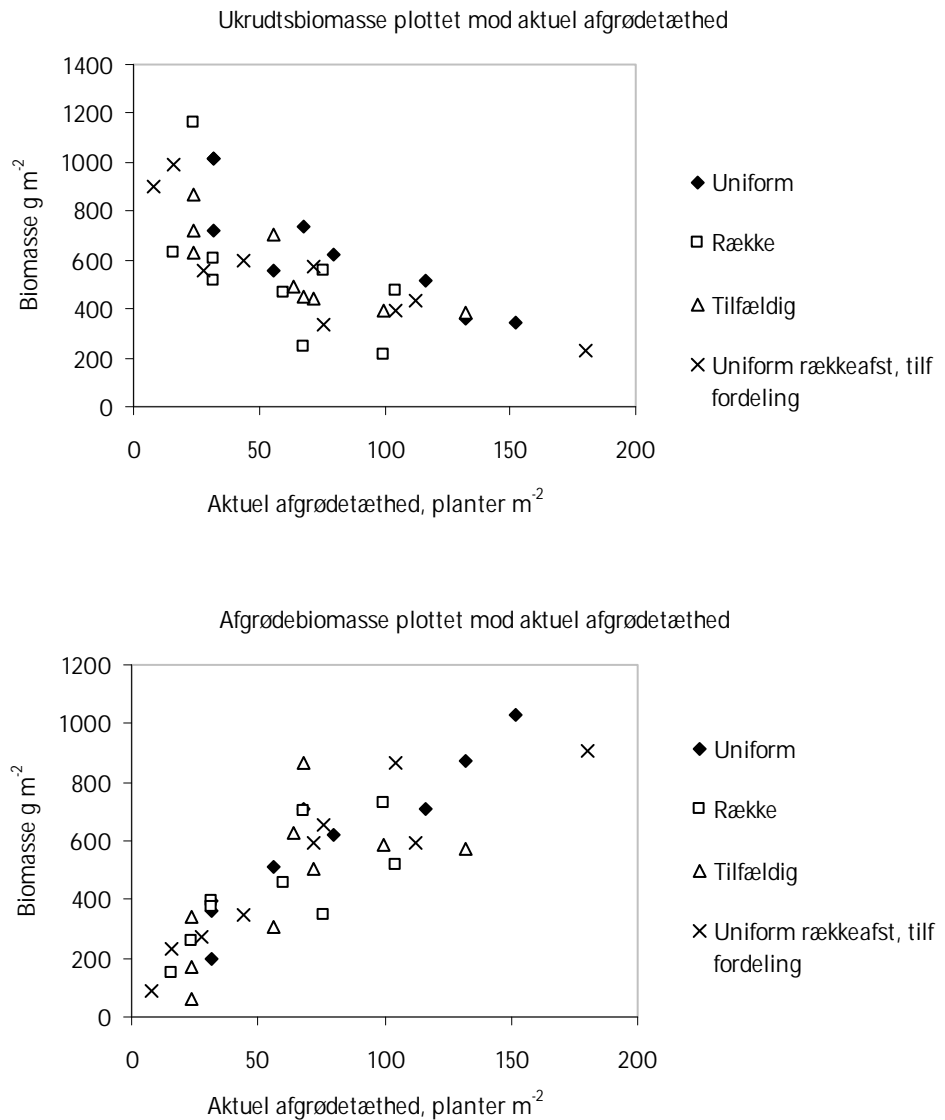 Ukrudtsbiomasse plottet mod aktuel afgrødetæthed
1400
1200
1000
800
600
400
200
0
Biomasse g m-2
0 50 100 150 200
Aktuel afgrødetæthed, planter m-2
Uniform
Række
Tilfældig
Uniform rækkeafst, tilf
fordeling
Afgrødebiomasse plottet mod aktuel afgrødetæthed
1200
1000
800
600
400
200
0
Biomasse g m-2
0 50 100 150 200
Aktuel afgrødetæthed, planter m-2
Uniform
Række
Tilfældig
Uniform rækkeafst, tilf
fordeling